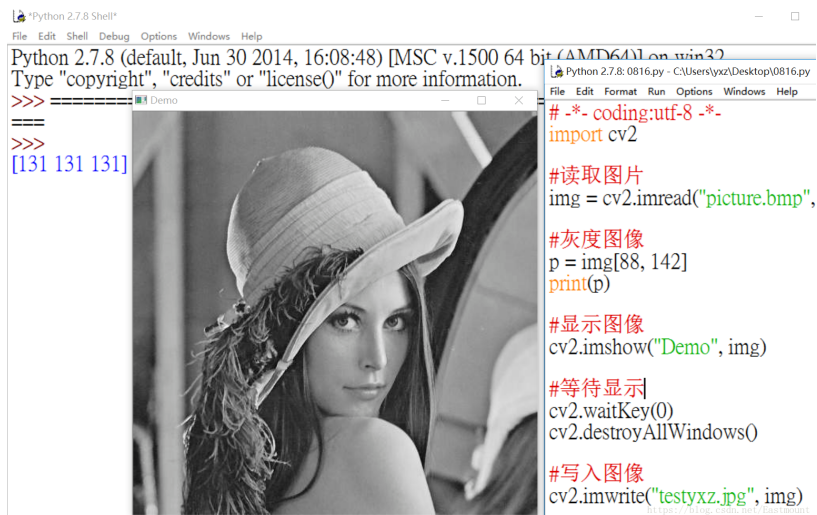 *Python 2.7.8 Shell*
File Edit Shell Debug Options Windows Help
Python 2.7.8 (default, Jun 30 2014, 16:08:48) [MSC v.1500 64 bit (AMD64)] on win32
Type "copyright", "credits" or "license()" for more information.
>>> ================================
===
>>>
[131 131 131]
Demo
Python 2.7.8: 0816.py - C:\Users\yxz\Desktop\0816.py
File Edit Format Run Options Windows Help
# -*- coding:utf-8 -*-
import cv2
#读取图片
img = cv2.imread("picture.bmp",
#灰度图像
p = img[88, 142]
print(p)
#显示图像
cv2.imshow("Demo", img)
#等待显示
cv2.waitKey(0)
cv2.destroyAllWindows()
#写入图像
cv2.imwrite("testyxz.jpg", img)
https://blog.csdn.net/Eastmount